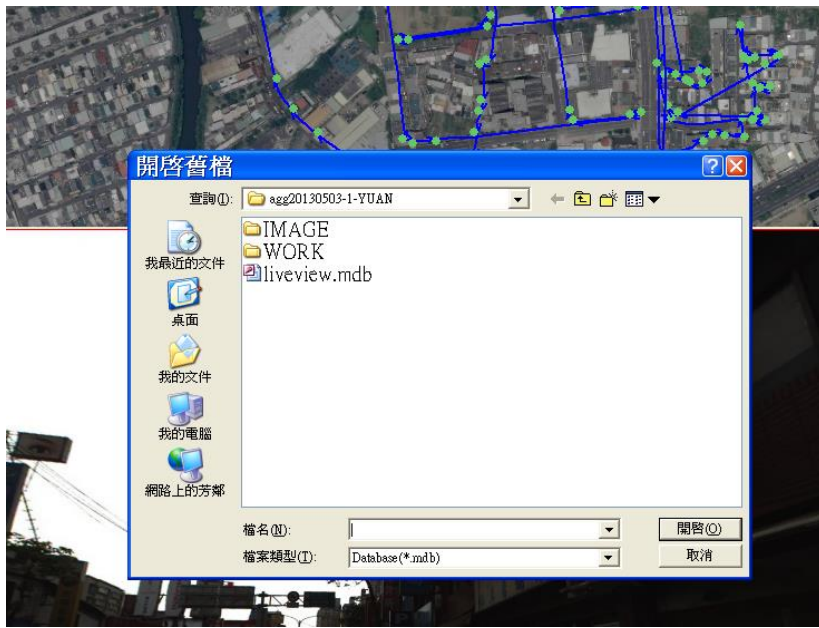 開啓舊檔
查詢(I): agg20130503-1-YUAN
IMAGE
WORK
liveview.mdb
我最近的文件
桌面
我的文件
我的電腦
網路上的芳鄰
檔名(N): 開啓(O)
檔案類型(T): Database(*.mdb) 取消